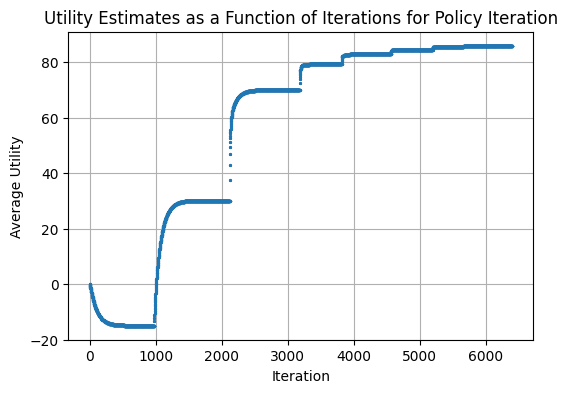 Utility Estimates as a Function of Iterations for Policy Iteration
80
60
40
20
0
−20
Average Utility
0 1000 2000 3000 4000 5000 6000
Iteration